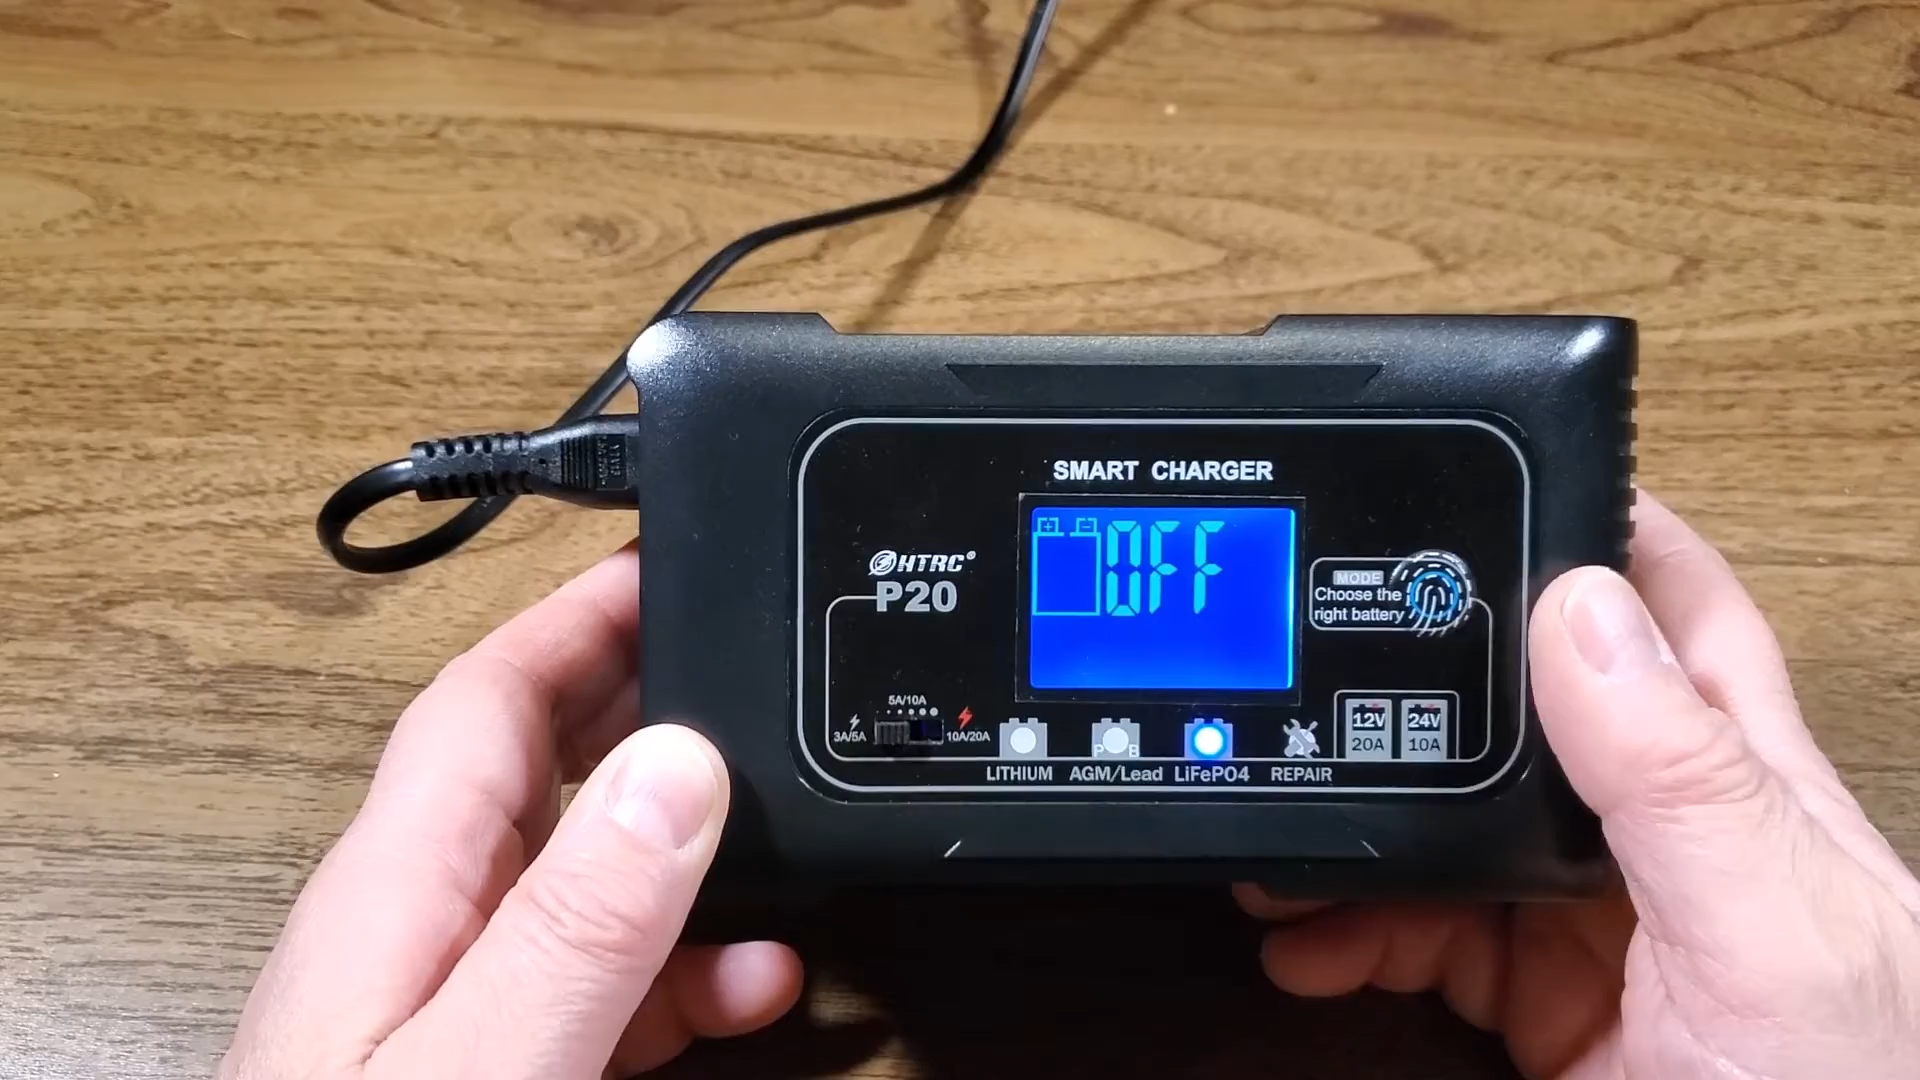 SMART CHARGER
+ - OFF
HTRC®
P20
MODE
Choose the
right battery
5A/10A
3A/5A
10A/20A
12V
20A
24V
10A
P B
LITHIUM
AGM/Lead
LiFePO4
REPAIR